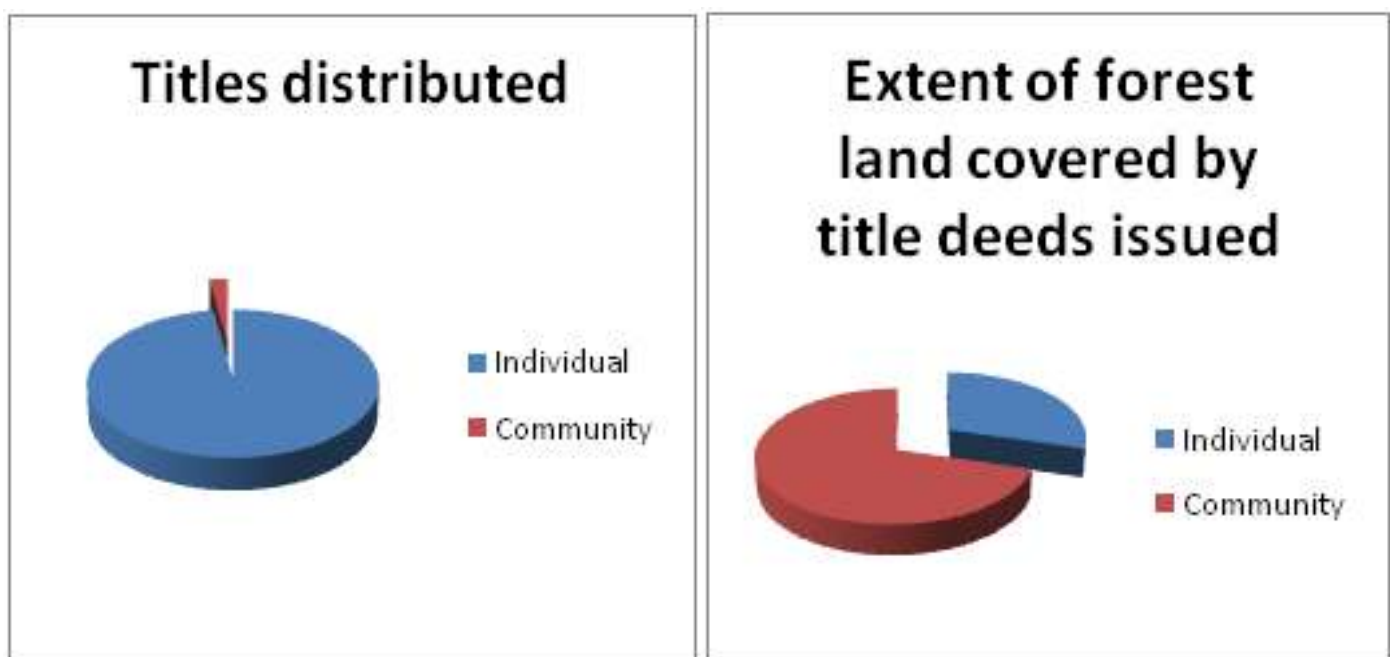 Titles distributed
Individual
Community
Extent of forest
land covered by
title deeds issued
Individual
Community